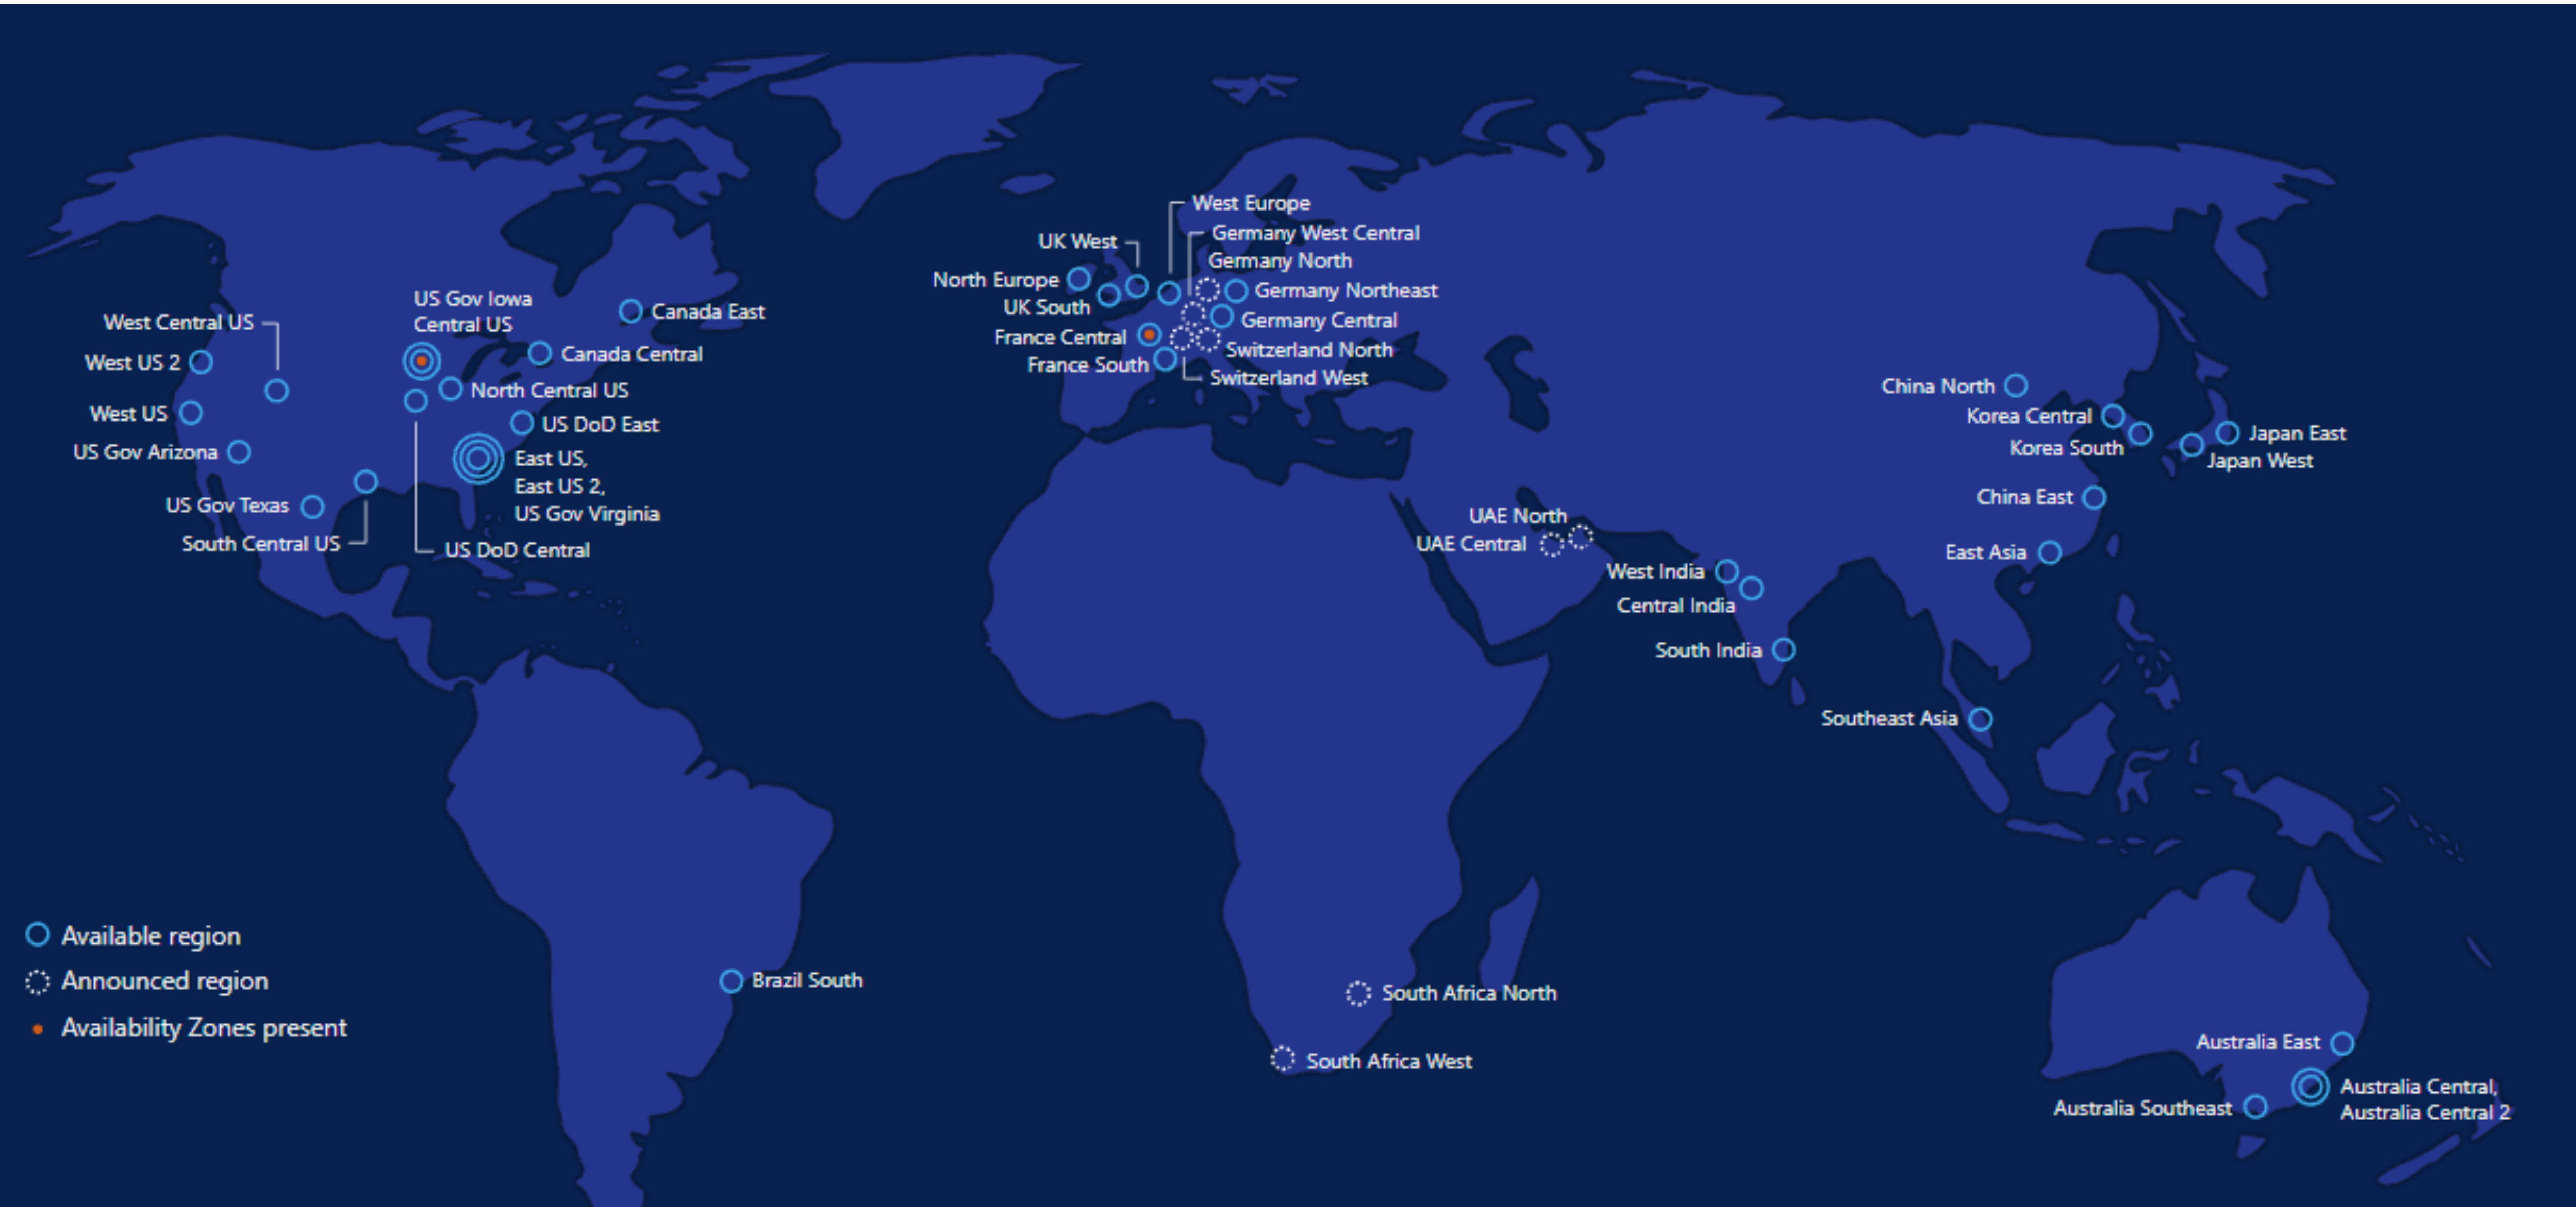 West Europe
Germany West Central
UK West
Germany North
North Europe
Germany Northeast
UK South
Germany Central
France Central
Switzerland North
France South
Switzerland West
US Gov Iowa
Central US
Canada East
West Central US
Canada Central
West US 2
North Central US
West US
US DoD East
US Gov Arizona
East US,
East US 2,
US Gov Virginia
US Gov Texas
South Central US
US DoD Central
China North
Korea Central
Korea South
Japan East
Japan West
China East
East Asia
UAE North
UAE Central
West India
Central India
South India
Southeast Asia
Available region
Announced region
Availability Zones present
Brazil South
South Africa North
South Africa West
Australia East
Australia Central,
Australia Central 2
Australia Southeast